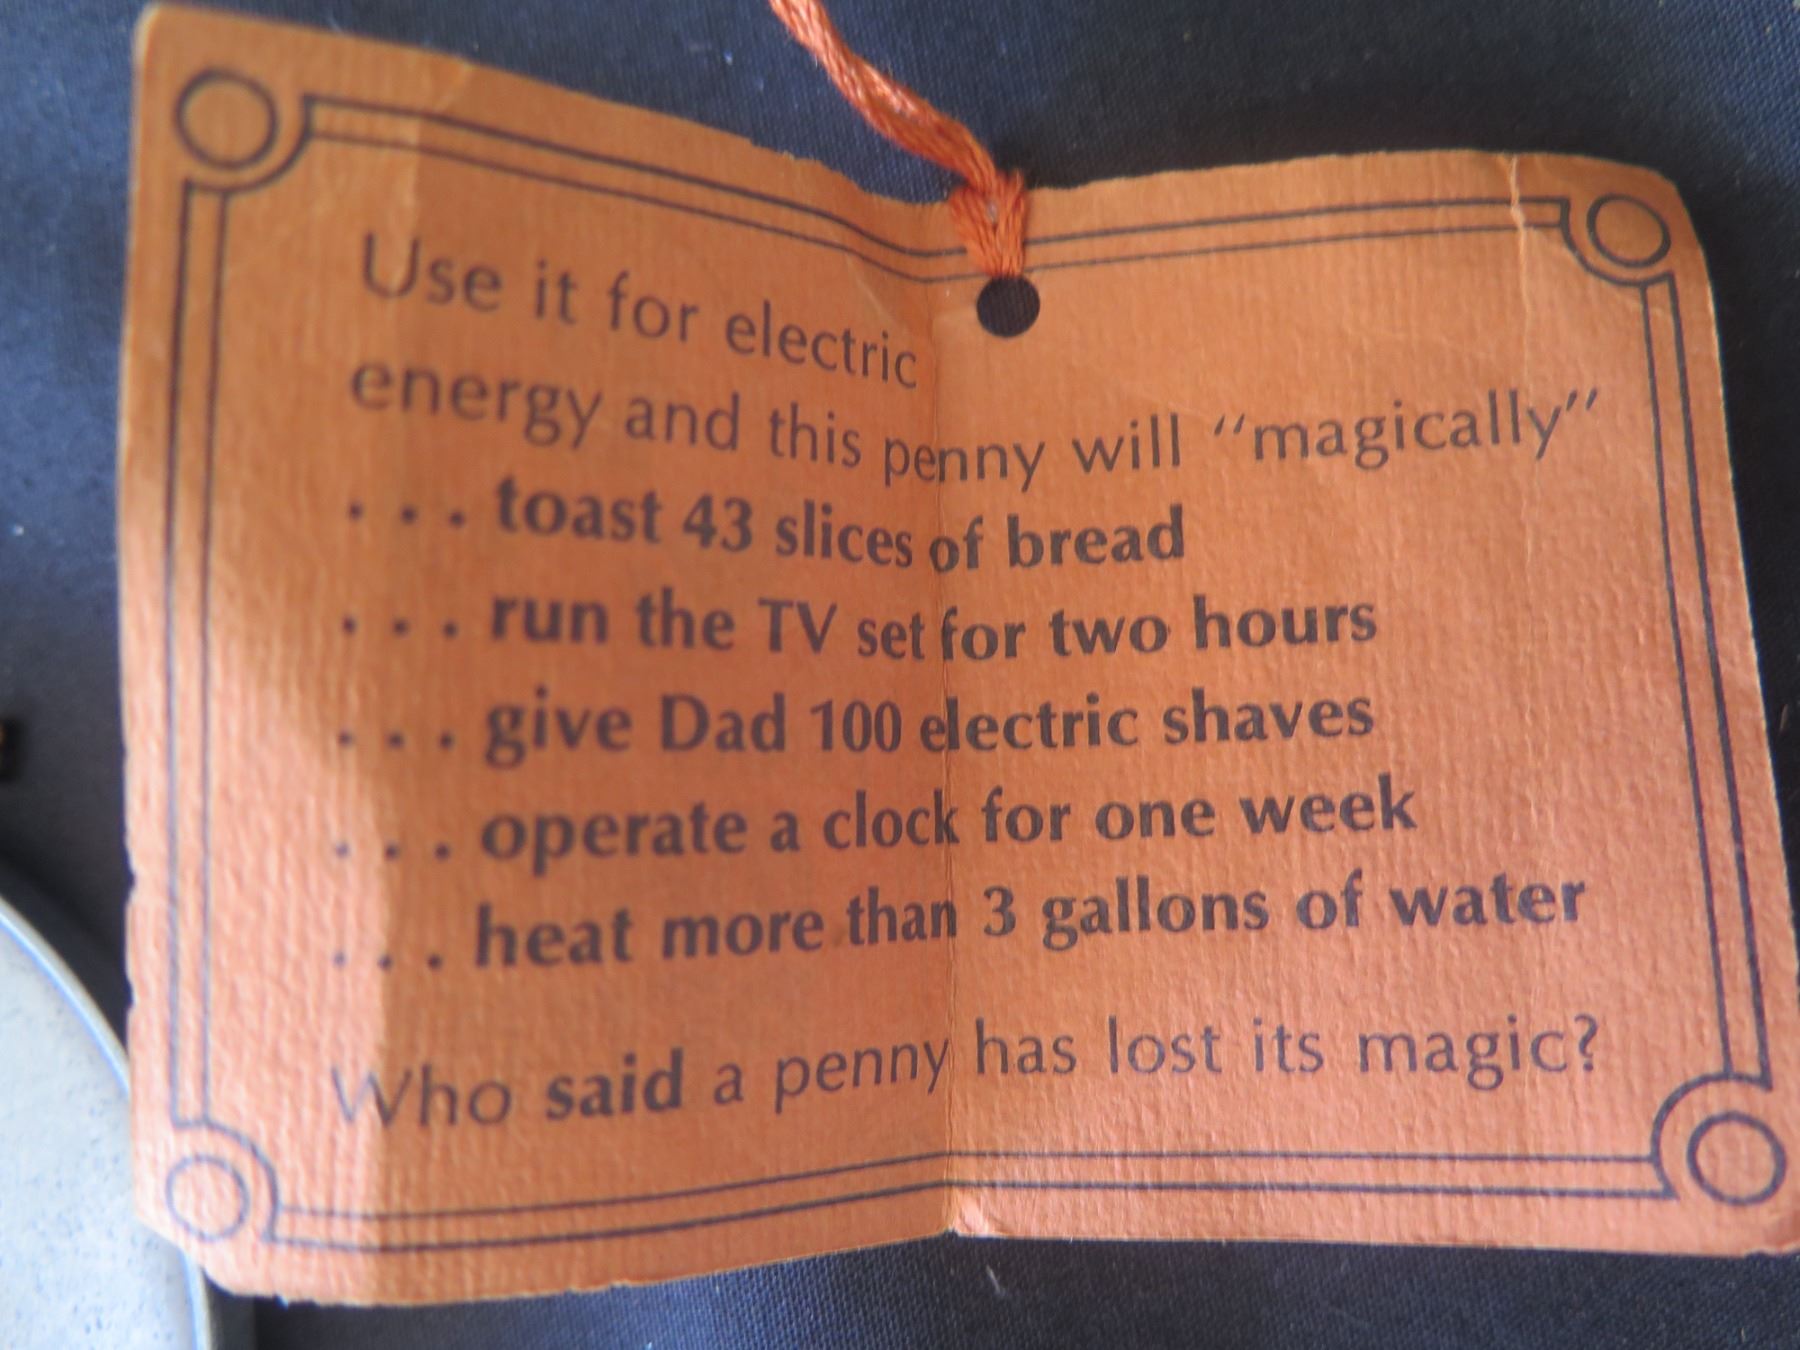 Use it for electric
energy and this penny will "magically"
. . . toast 43 slices of bread
. . . run the TV set for two hours
. . . give Dad 100 electric shaves
. . . operate a clock for one week
. . . heat more than 3 gallons of water
Who said a penny has lost its magic?